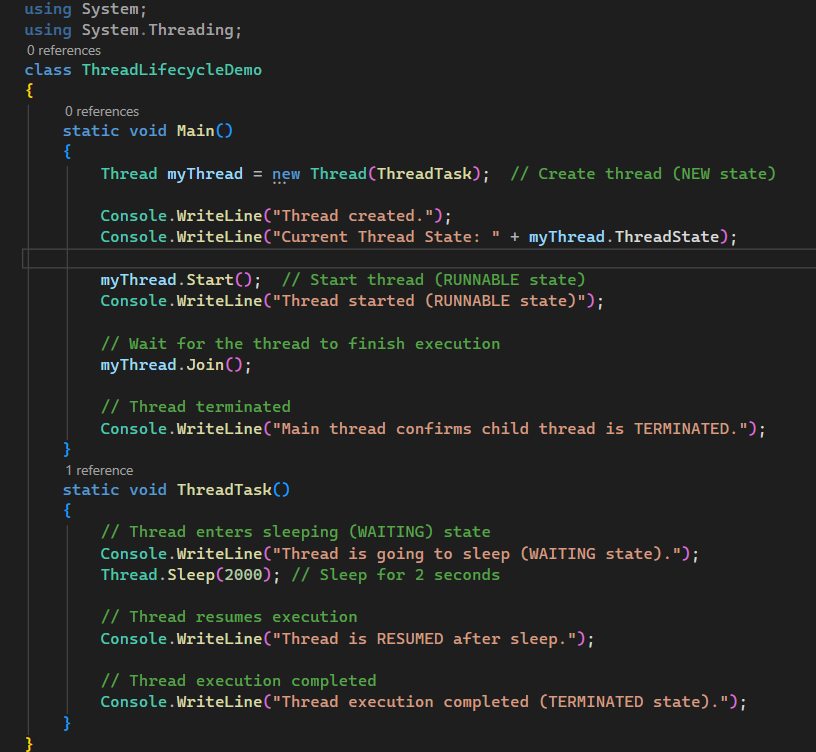 using System;
using System.Threading;
0 references
class ThreadLifecycleDemo
{
0 references
static void Main()
{
Thread myThread = new Thread(ThreadTask);  // Create thread (NEW state)
Console.WriteLine("Thread created.");
Console.WriteLine("Current Thread State: " + myThread.ThreadState);
myThread.Start();  // Start thread (RUNNABLE state)
Console.WriteLine("Thread started (RUNNABLE state)");
// Wait for the thread to finish execution
myThread.Join();
// Thread terminated
Console.WriteLine("Main thread confirms child thread is TERMINATED.");
}
1 reference
static void ThreadTask()
{
// Thread enters sleeping (WAITING) state
Console.WriteLine("Thread is going to sleep (WAITING state).");
Thread.Sleep(2000); // Sleep for 2 seconds
// Thread resumes execution
Console.WriteLine("Thread is RESUMED after sleep.");
// Thread execution completed
Console.WriteLine("Thread execution completed (TERMINATED state).");
}
}